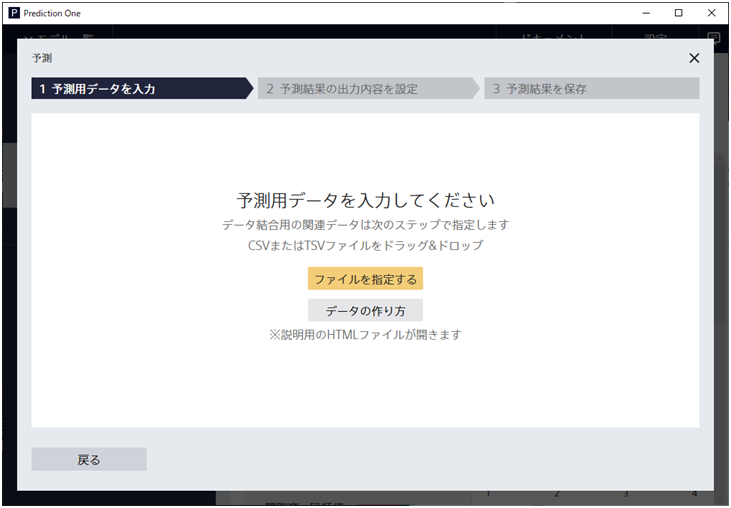 P Prediction One
予測
1 予測用データを入力
2 予測結果の出力内容を設定
3 予測結果を保存
予測用データを入力してください
データ結合用の関連データは次のステップで指定します
CSVまたはTSVファイルをドラッグ&ドロップ
ファイルを指定する
データの作り方
※説明用のHTMLファイルが開きます
戻る
1 2 3 4